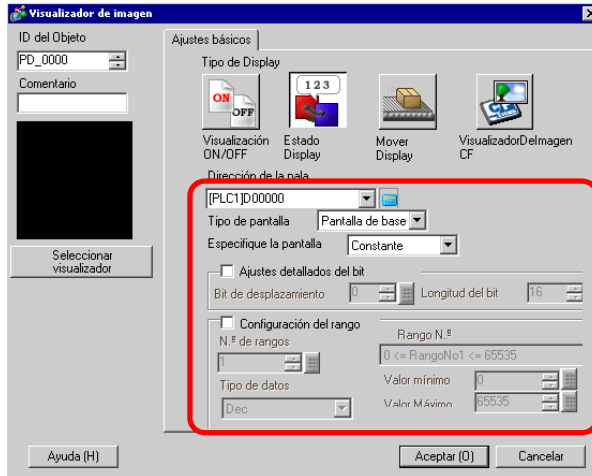 Visualizador de imagen
ID del Objeto
PD_0000
Comentario
Seleccionar
visualizador
Ajustes básicos
Tipo de Display
ON
OFF
Visualización
ON/OFF
1 2 3
Estado
Display
Mover
Display
VisualizadorDeImagen
CF
Dirección de la pala
[PLC1]D00000
Tipo de pantalla Pantalla de base
Especifique la pantalla Constante
Ajustes detallados del bit
Bit de desplazamiento 0 Longitud del bit 16
Configuración del rango
N.º de rangos
1
Tipo de datos
Dec
Rango N.º
0 <= RangoNo1 <= 65535
Valor mínimo 0
Valor Máximo 65535
Ayuda (H) Aceptar (O) Cancelar